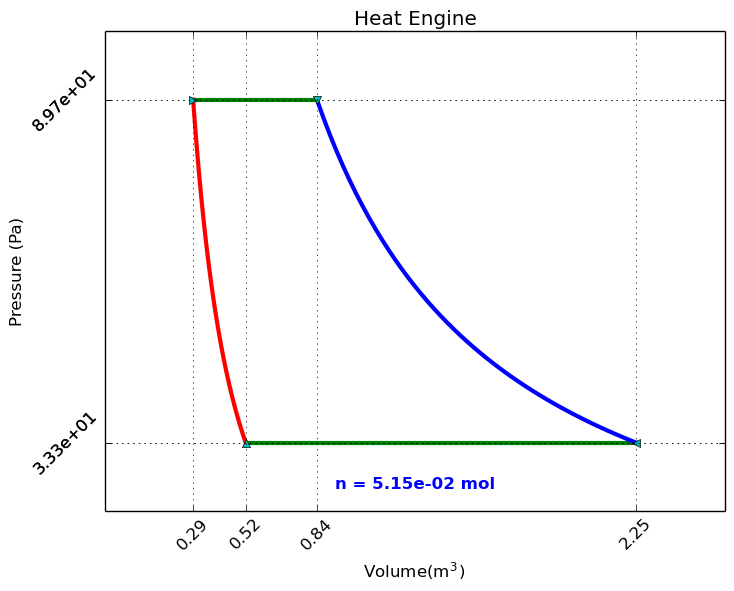 Heat Engine
8.97e+01
Pressure (Pa)
3.33e+01
n = 5.15e-02 mol
0.29 0.52 0.84 2.25
Volume(m³)